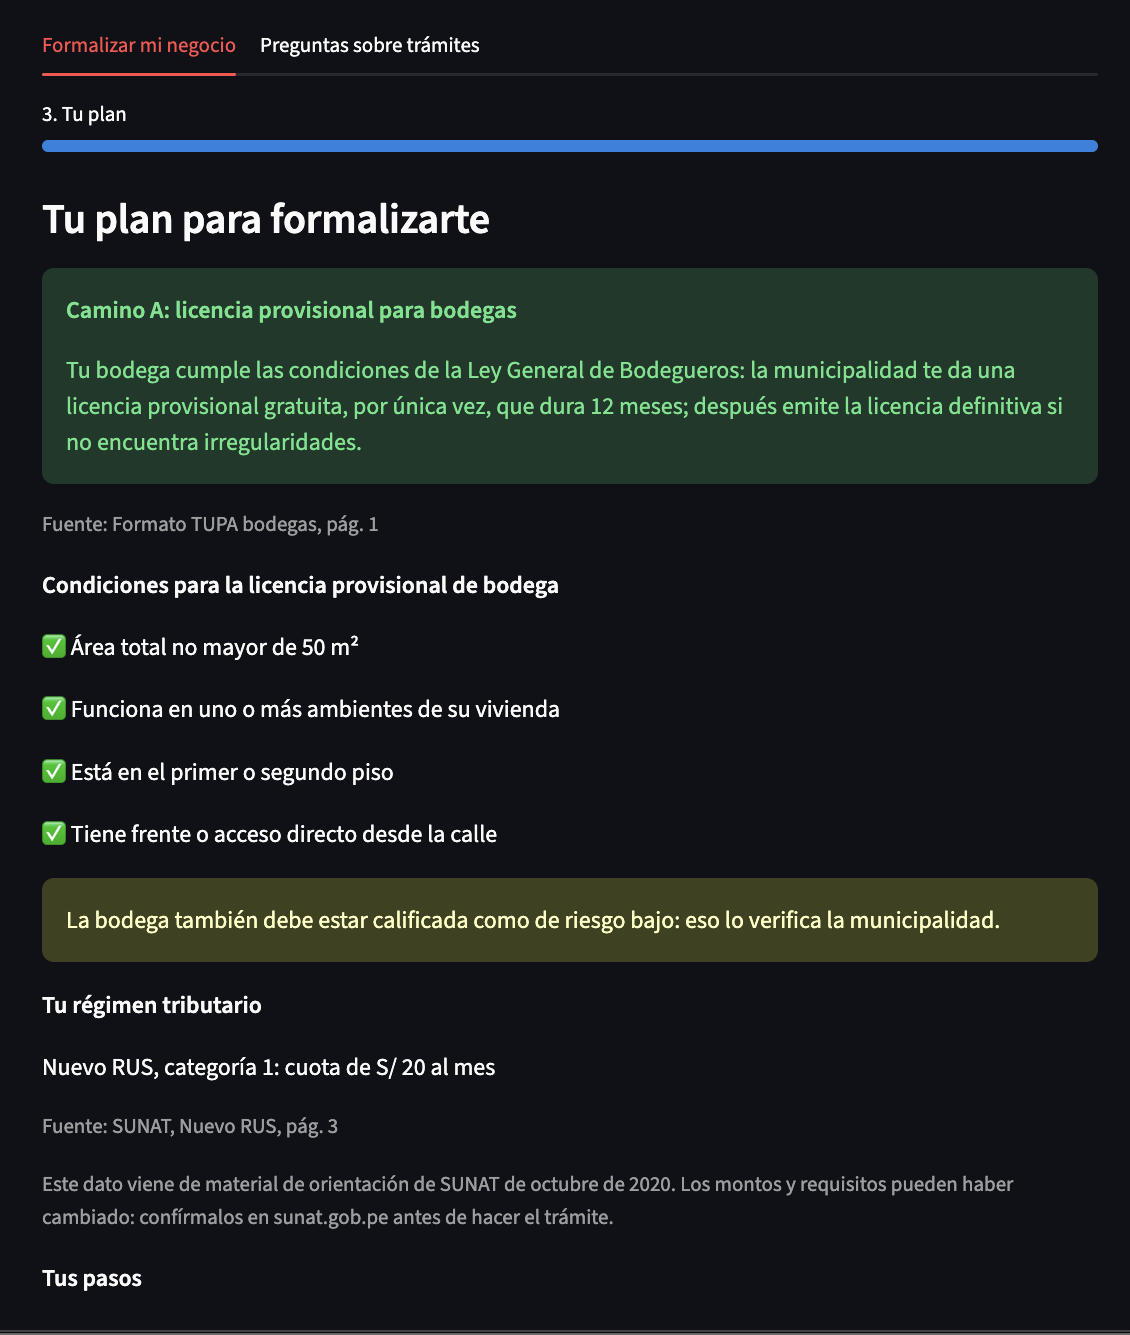 Formalizar mi negocio
Preguntas sobre trámites
3. Tu plan
Tu plan para formalizarte
Camino A: licencia provisional para bodegas
Tu bodega cumple las condiciones de la Ley General de Bodegueros: la municipalidad te da una
licencia provisional gratuita, por única vez, que dura 12 meses; después emite la licencia definitiva si
no encuentra irregularidades.
Fuente: Formato TUPA bodegas, pág. 1
Condiciones para la licencia provisional de bodega
✅ Área total no mayor de 50 m²
✅ Funciona en uno o más ambientes de su vivienda
✅ Está en el primer o segundo piso
✅ Tiene frente o acceso directo desde la calle
La bodega también debe estar calificada como de riesgo bajo: eso lo verifica la municipalidad.
Tu régimen tributario
Nuevo RUS, categoría 1: cuota de S/ 20 al mes
Fuente: SUNAT, Nuevo RUS, pág. 3
Este dato viene de material de orientación de SUNAT de octubre de 2020. Los montos y requisitos pueden haber
cambiado: confírmalos en sunat.gob.pe antes de hacer el trámite.
Tus pasos